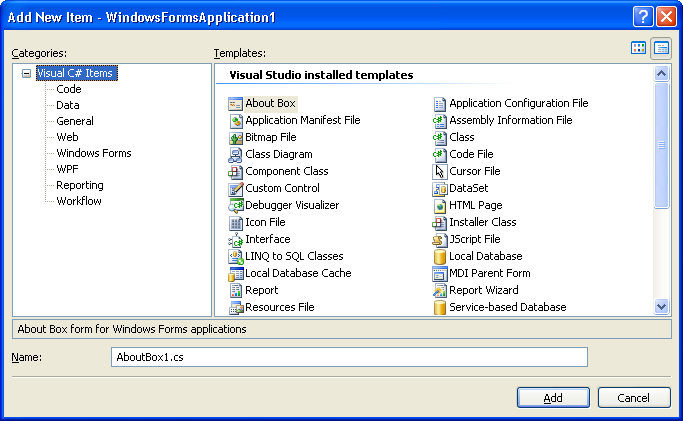 Add New Item - WindowsFormsApplication1
Categories:
Templates:
Visual C# Items
Code
Data
General
Web
Windows Forms
WPF
Reporting
Workflow
Visual Studio installed templates
About Box
Application Configuration File
Application Manifest File
Assembly Information File
Bitmap File
Class
Class Diagram
Code File
Component Class
Cursor File
Custom Control
DataSet
Debugger Visualizer
HTML Page
Icon File
Installer Class
Interface
JScript File
LINQ to SQL Classes
Local Database
Local Database Cache
MDI Parent Form
Report
Report Wizard
Resources File
Service-based Database
About Box form for Windows Forms applications
Name:
AboutBox1.cs
Add
Cancel